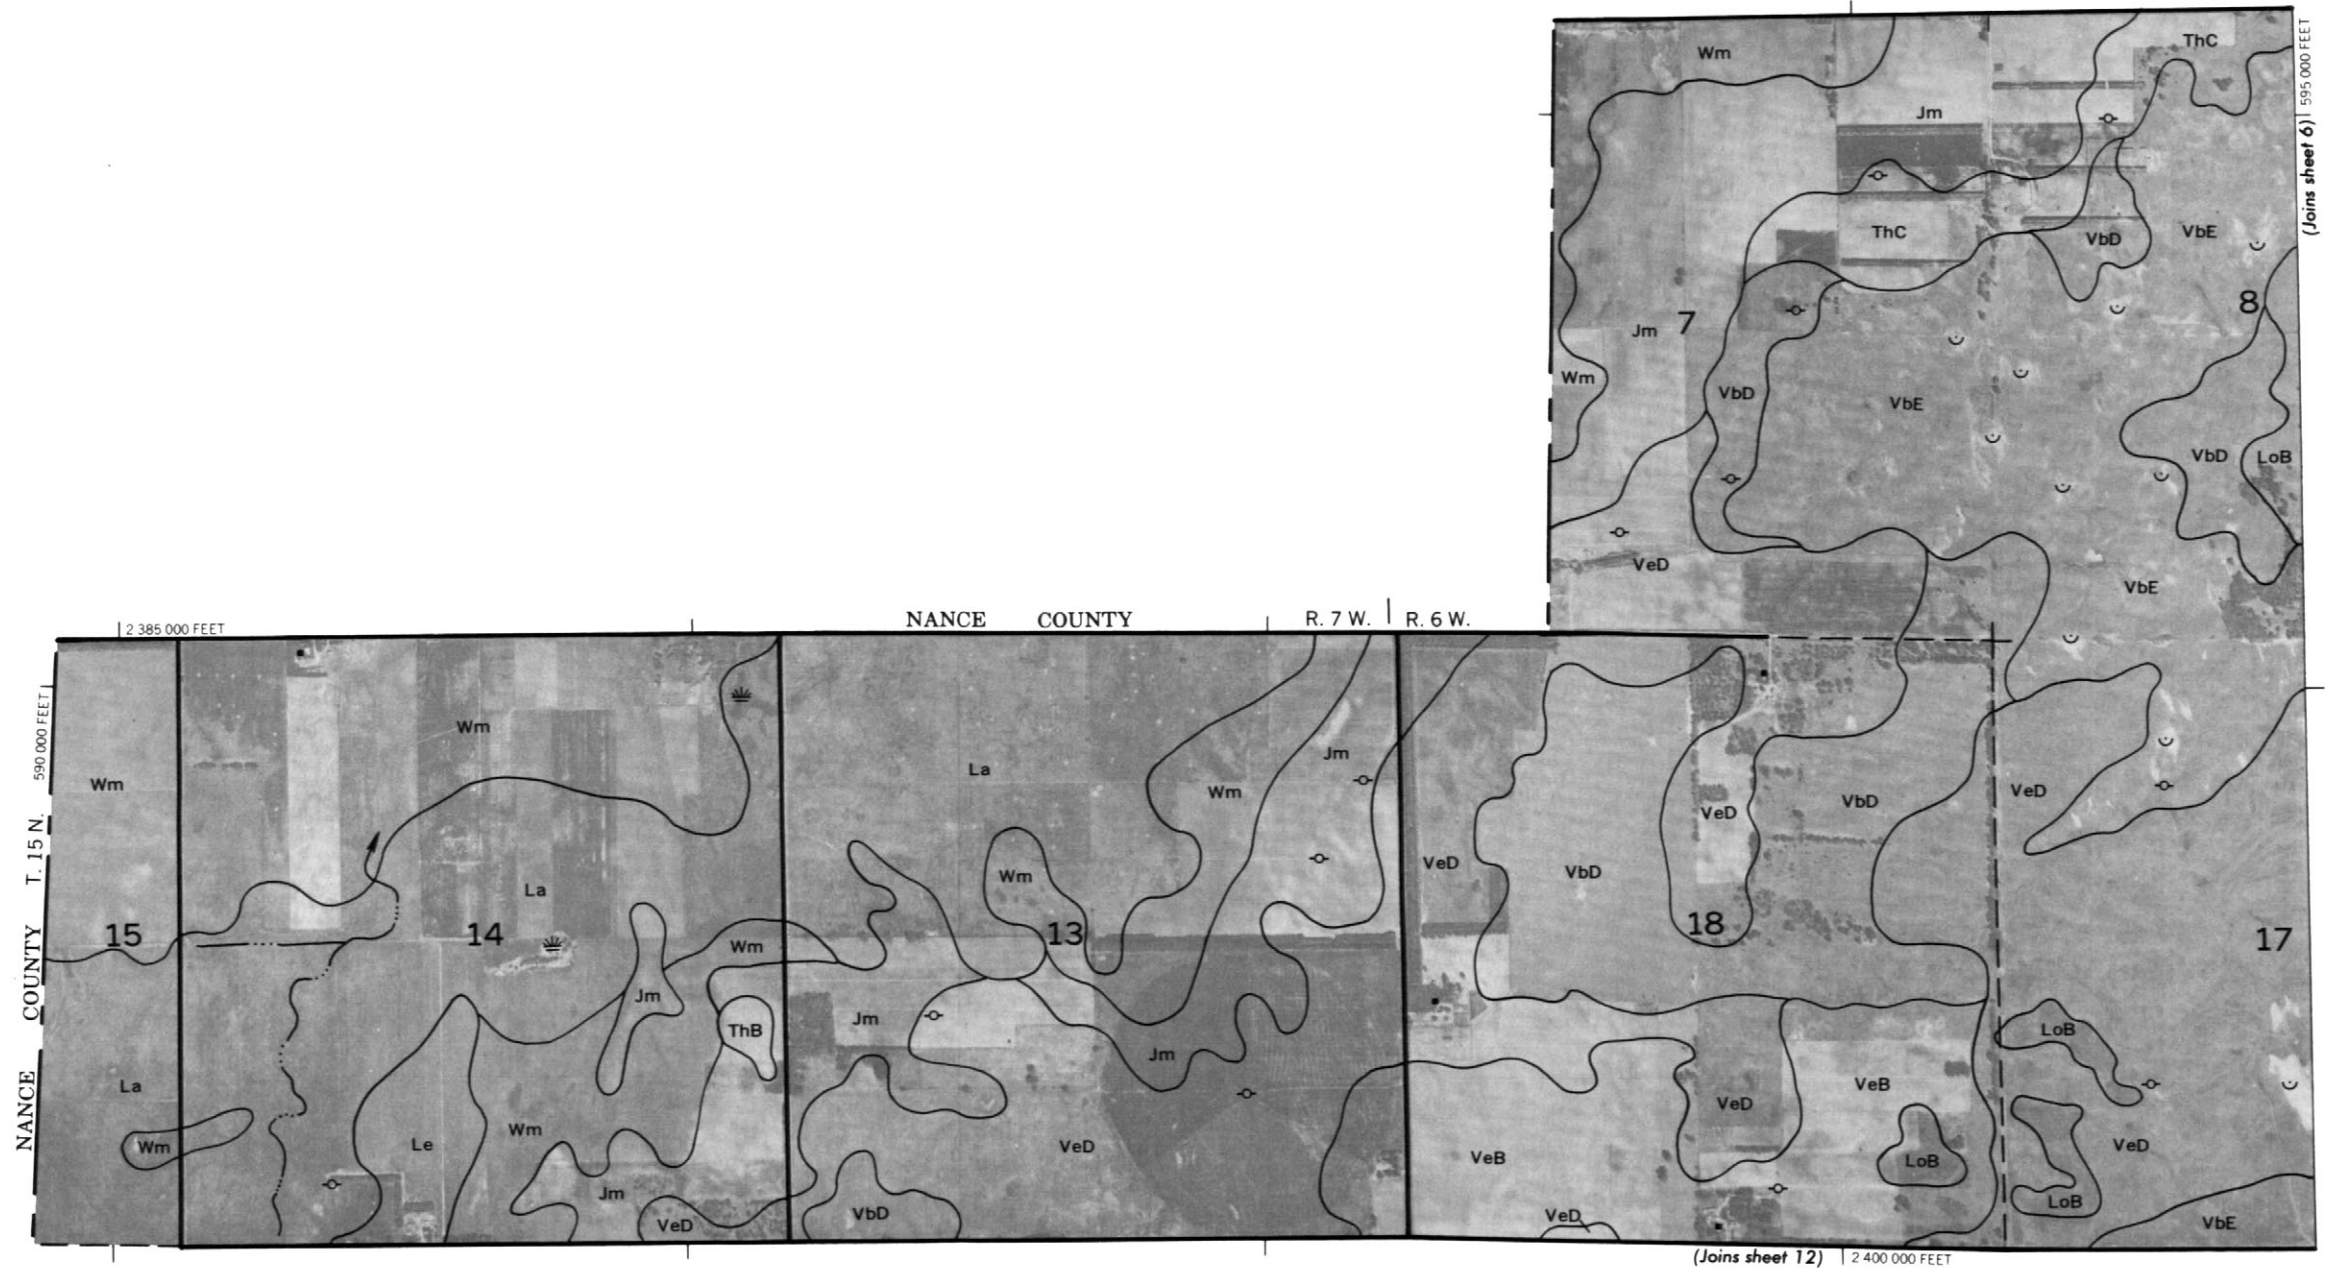 Wm
ThC
595 000 FEET
(Joins sheet 6)
Jm
ThC
VbD
VbE
8
7
Jm
Wm
VbD
VbE
VbD
LoB
VeD
VbE
NANCE COUNTY
R. 7 W. R. 6 W.
2 385 000 FEET
590 000 FEET
T. 15 N.
NANCE COUNTY
Wm
Wm
La
Wm
Jm
VeD
VbD
VeD
VbD
VeD
La
Wm
15
14
Wm
13
18
17
Jm
ThB
Jm
Jm
LoB
La
VeB
VeD
Wm
Le
Wm
VeD
VeB
LoB
VeD
Jm
VeD
VbD
VeD
LoB
VbE
(Joins sheet 12)
2 400 000 FEET